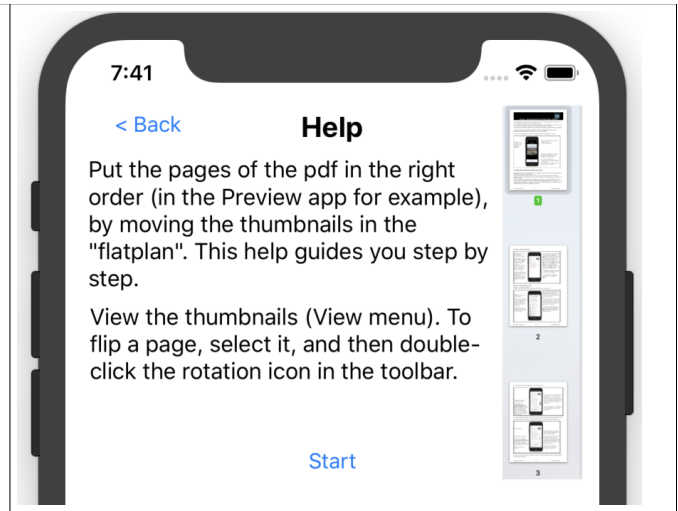 7:41
< Back
Help
Put the pages of the pdf in the right
order (in the Preview app for example),
by moving the thumbnails in the
"flatplan". This help guides you step by
step.
View the thumbnails (View menu). To
flip a page, select it, and then double-
click the rotation icon in the toolbar.
Start
1
2
3